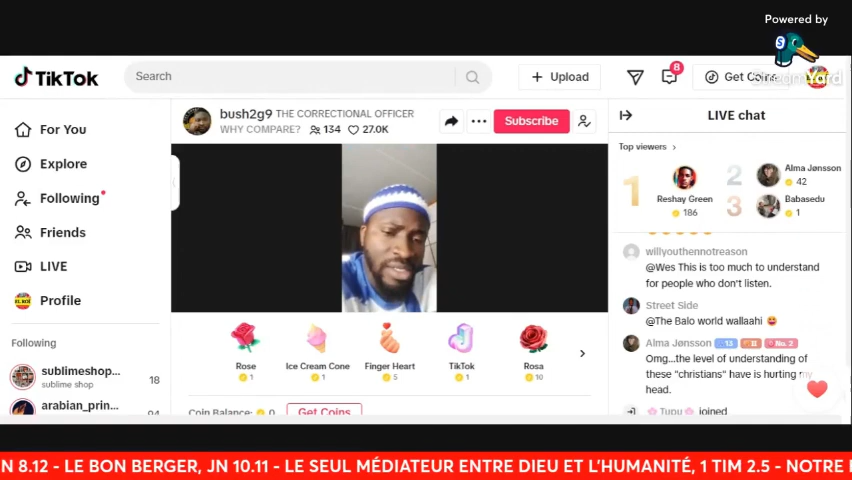 Powered by
StreamYard
TikTok
Search
Upload
8
Get Coins
bush2g9 THE CORRECTIONAL OFFICER
WHY COMPARE? 134 27.0K
Subscribe
LIVE chat
For You
Explore
Following
Friends
LIVE
Profile
Following
sublimeshop...
sublime shop
18
arabian_prin...
94
Rose
1
Ice Cream Cone
1
Finger Heart
5
TikTok
1
Rosa
10
Coin Balance: 0 Get Coins
Top viewers
1
Reshay Green
186
2
Alma Jønsson
42
3
Babasedu
1
willyouthennotreason
@Wes This is too much to understand
for people who don't listen.
Street Side
@The Balo world wallaahi
Alma Jønsson No. 2
Omg...the level of understanding of
these "christians" have is hurting my
head.
Tupu joined
N 8.12 - LE BON BERGER, JN 10.11 - LE SEUL MÉDIATEUR ENTRE DIEU ET L'HUMANITÉ, 1 TIM 2.5 - NOTRE